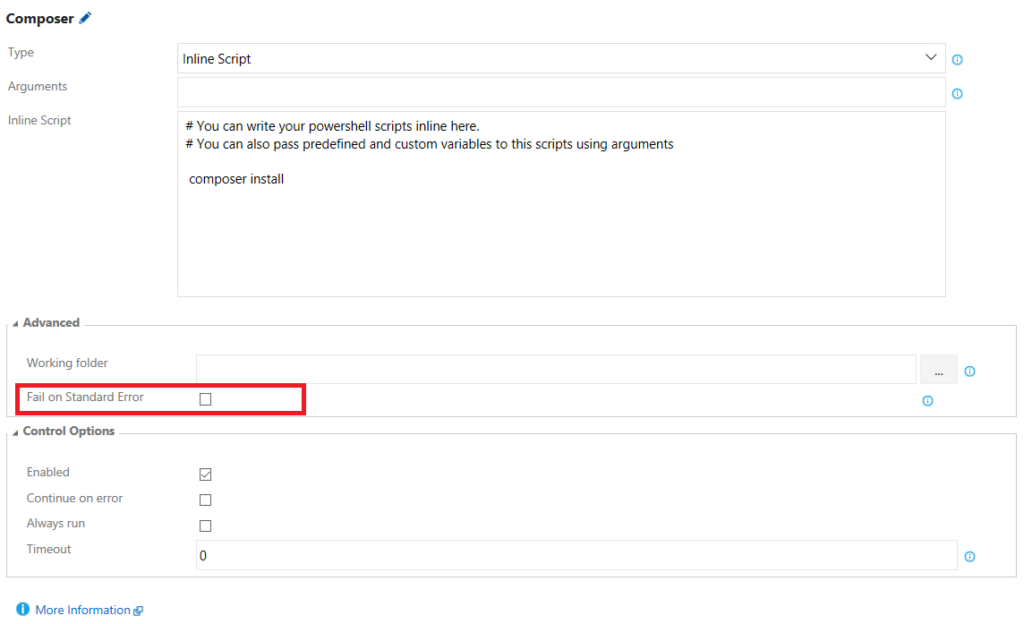 Composer
Type
Inline Script
Arguments
Inline Script
# You can write your powershell scripts inline here.
# You can also pass predefined and custom variables to this scripts using arguments
composer install
Advanced
Working folder
...
Fail on Standard Error
Control Options
Enabled
Continue on error
Always run
Timeout
0
More Information